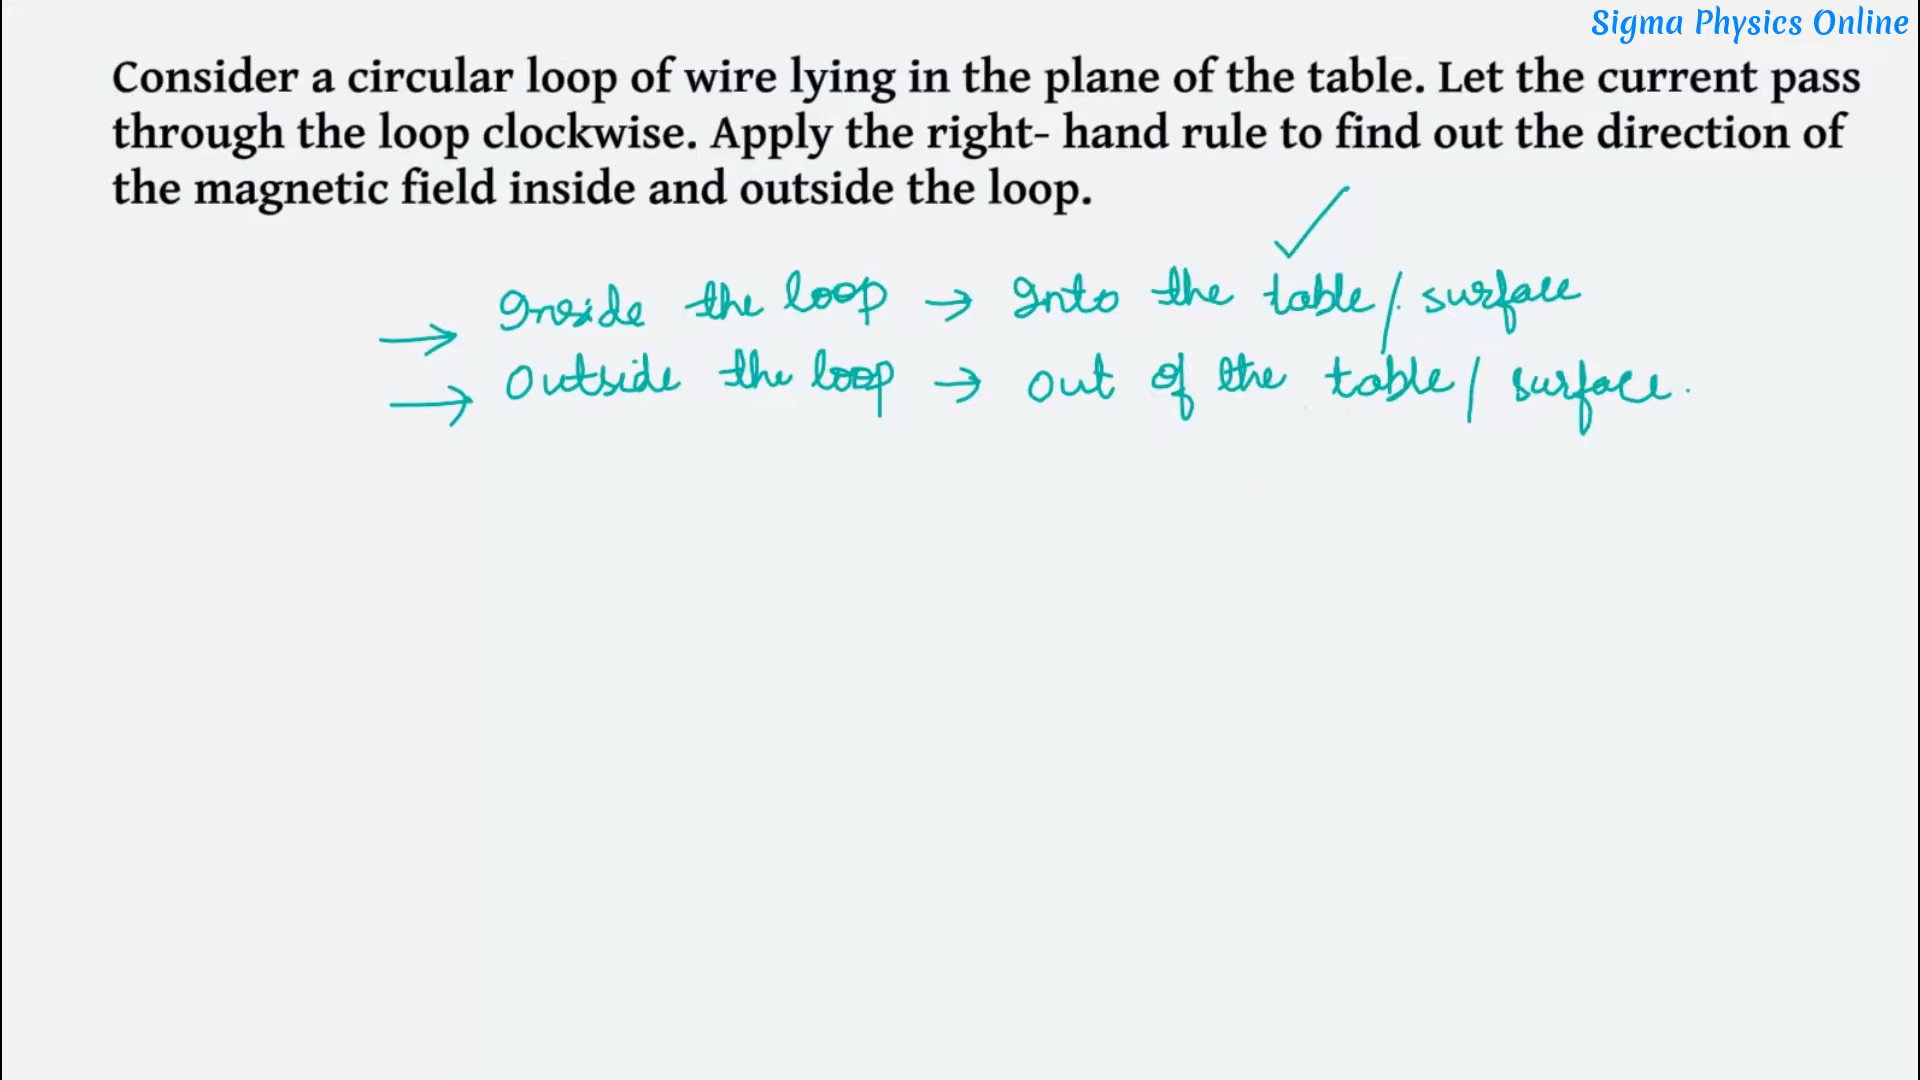 Sigma Physics Online
Consider a circular loop of wire lying in the plane of the table. Let the current pass
through the loop clockwise. Apply the right- hand rule to find out the direction of
the magnetic field inside and outside the loop.
→ Inside the loop → Into the table/ surface
→ Outside the loop → out of the table/ surface.